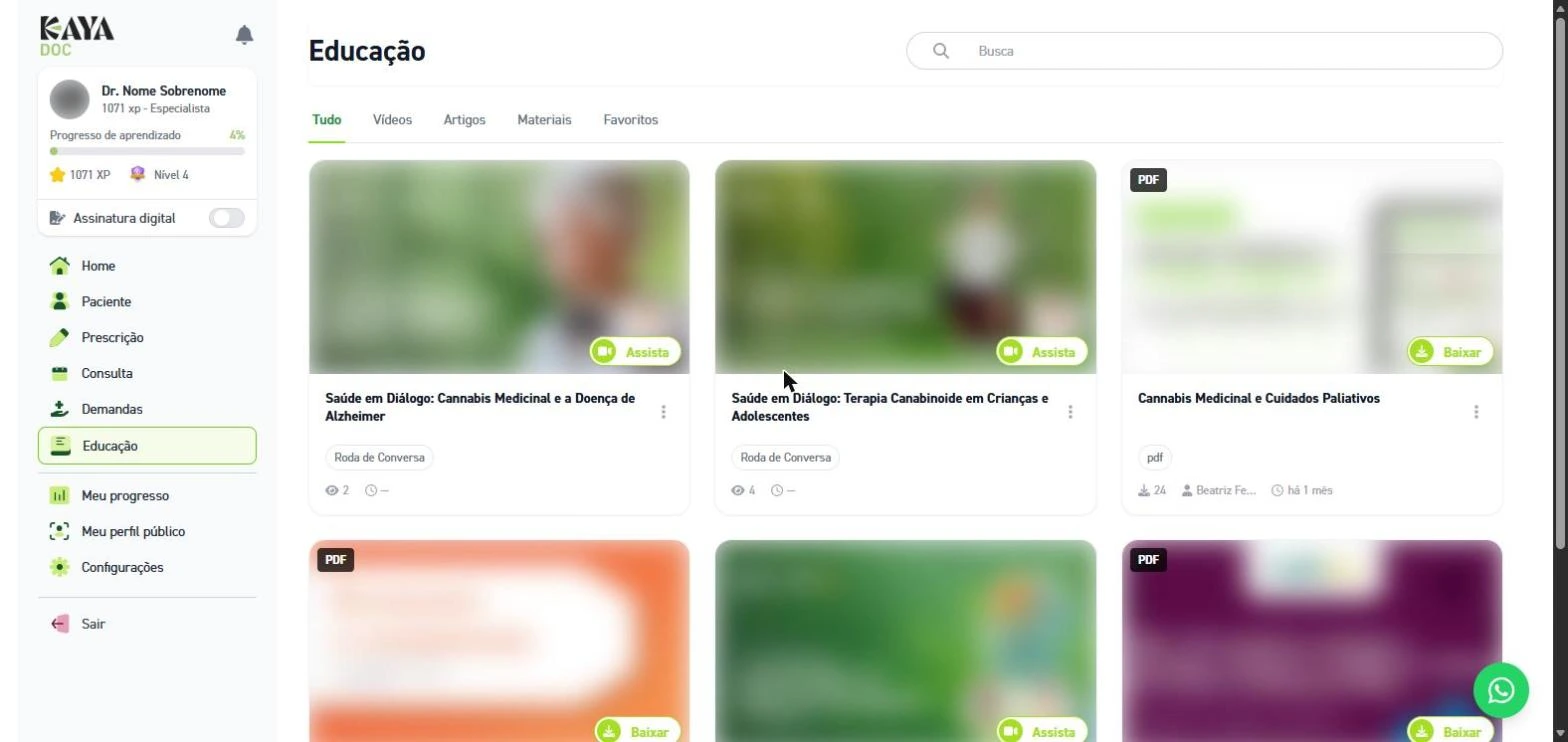 KAYA
DOC
Dr. Nome Sobrenome
1071 xp - Especialista
Progresso de aprendizado 4%
1071 XP Nível 4
Assinatura digital
Home
Paciente
Prescrição
Consulta
Demandas
Educação
Meu progresso
Meu perfil público
Configurações
Sair
Educação
Busca
Tudo Vídeos Artigos Materiais Favoritos
Assista
Saúde em Diálogo: Cannabis Medicinal e a Doença de
Alzheimer
Roda de Conversa
2 —
Assista
Saúde em Diálogo: Terapia Canabinoide em Crianças e
Adolescentes
Roda de Conversa
4 —
PDF
Baixar
Cannabis Medicinal e Cuidados Paliativos
pdf
24 Beatriz Fe... há 1 mês
PDF
Baixar
Assista
PDF
Baixar